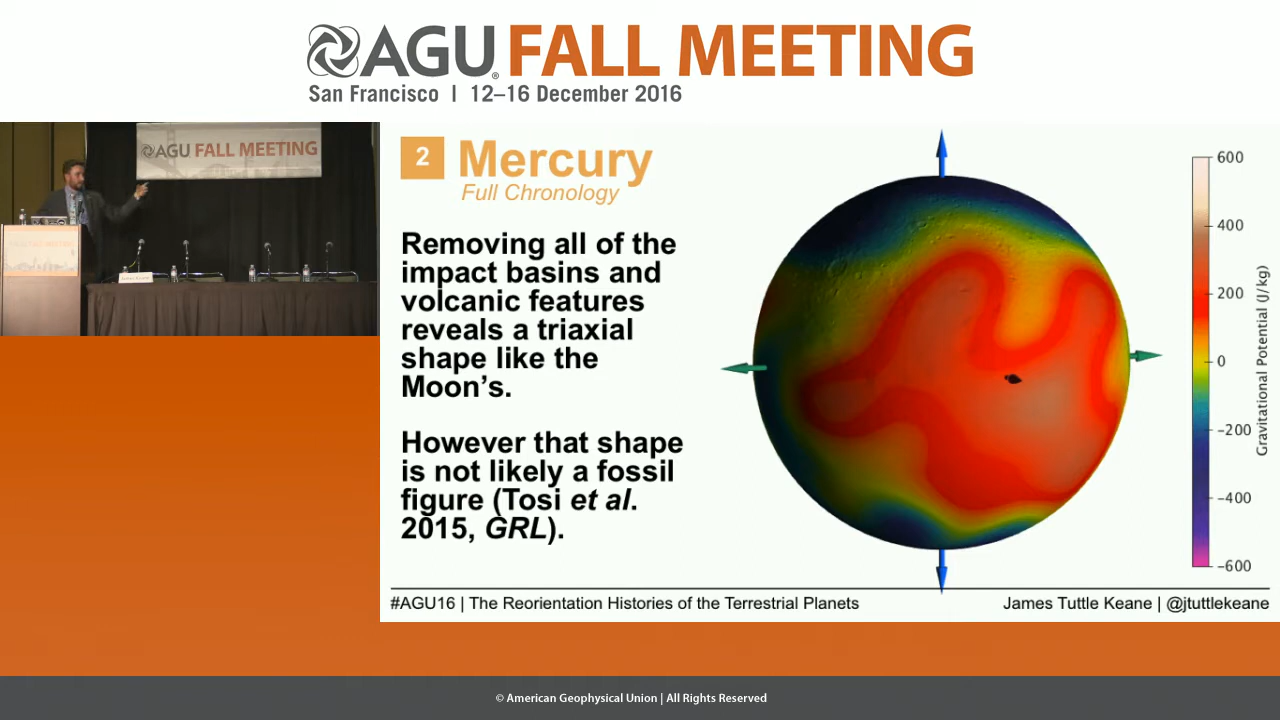 AGU FALL MEETING
San Francisco | 12–16 December 2016
AGU FALL MEETING
AGU FALL MEETING
2 Mercury
Full Chronology
Removing all of the
impact basins and
volcanic features
reveals a triaxial
shape like the
Moon's.
However that shape
is not likely a fossil
figure (Tosi et al.
2015, GRL).
600
400
200
0
−200
−400
−600
Gravitational Potential (J/kg)
#AGU16 | The Reorientation Histories of the Terrestrial Planets
James Tuttle Keane | @jtuttlekeane
© American Geophysical Union | All Rights Reserved